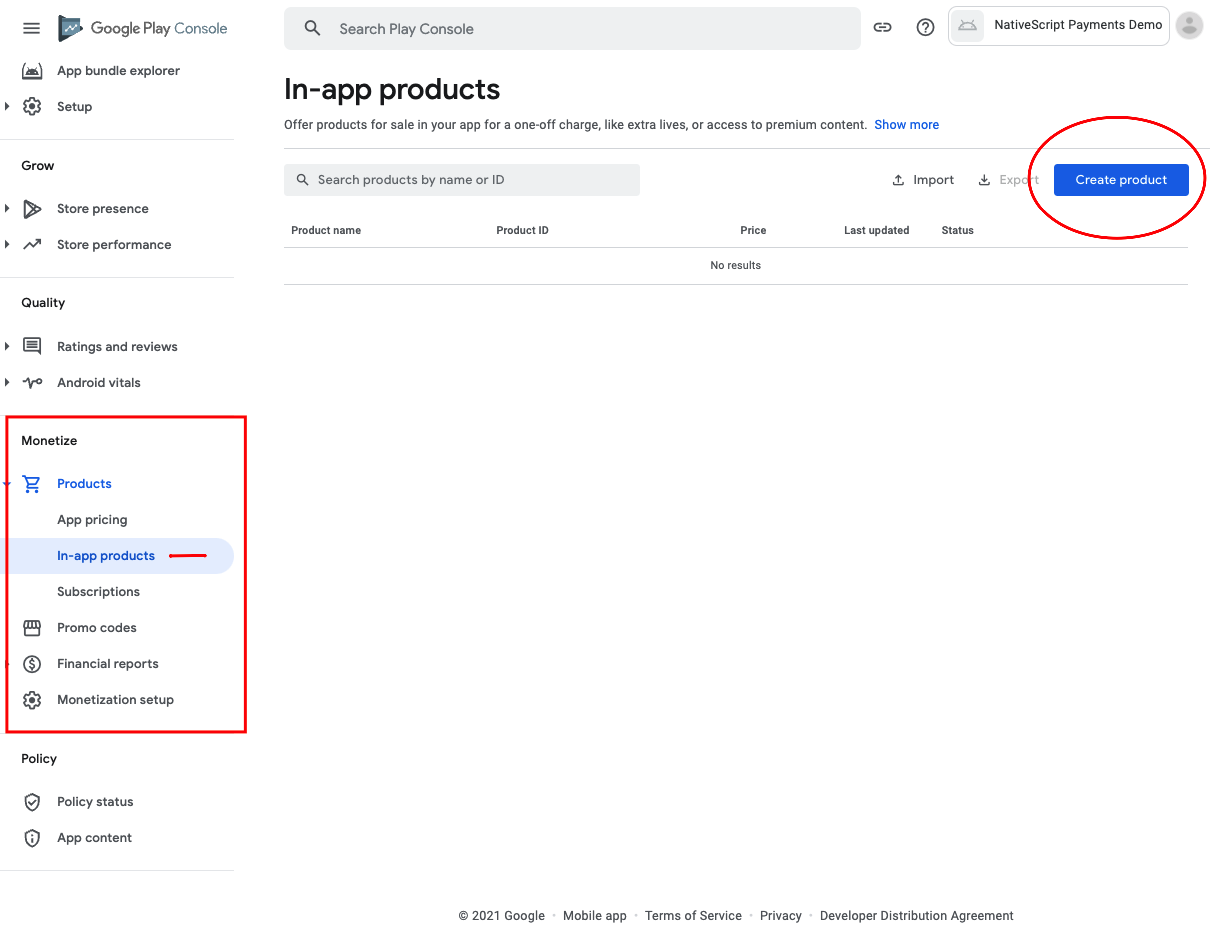 Google Play Console
Search Play Console
NativeScript Payments Demo
App bundle explorer
Setup
Grow
Store presence
Store performance
Quality
Ratings and reviews
Android vitals
Monetize
Products
App pricing
In-app products
Subscriptions
Promo codes
Financial reports
Monetization setup
Policy
Policy status
App content
In-app products
Offer products for sale in your app for a one-off charge, like extra lives, or access to premium content. Show more
Search products by name or ID
Import Export Create product
Product name Product ID Price Last updated Status
No results
© 2021 Google · Mobile app · Terms of Service · Privacy · Developer Distribution Agreement